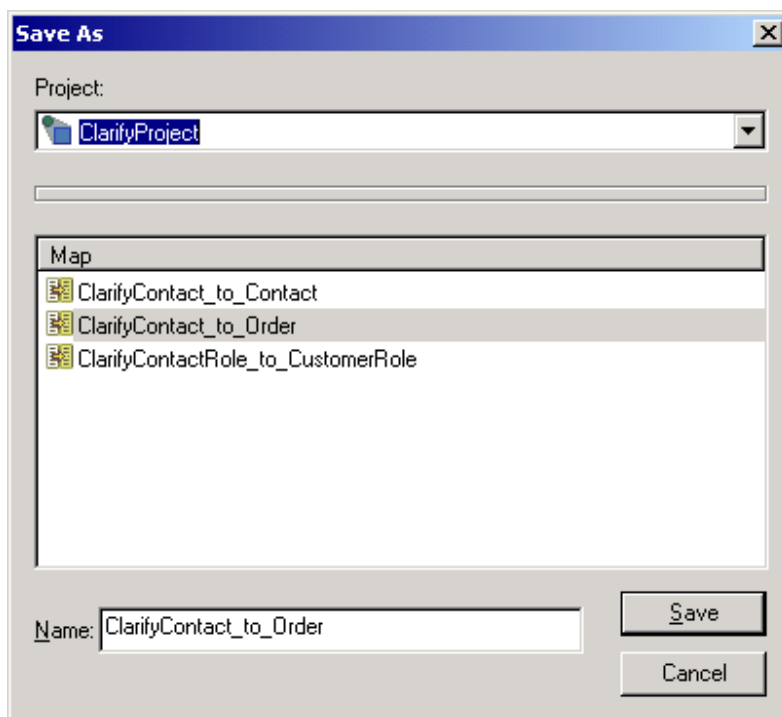 Save As
Project:
ClarifyProject
Map
ClarifyContact_to_Contact
ClarifyContact_to_Order
ClarifyContactRole_to_CustomerRole
Name: ClarifyContact_to_Order
Save
Cancel